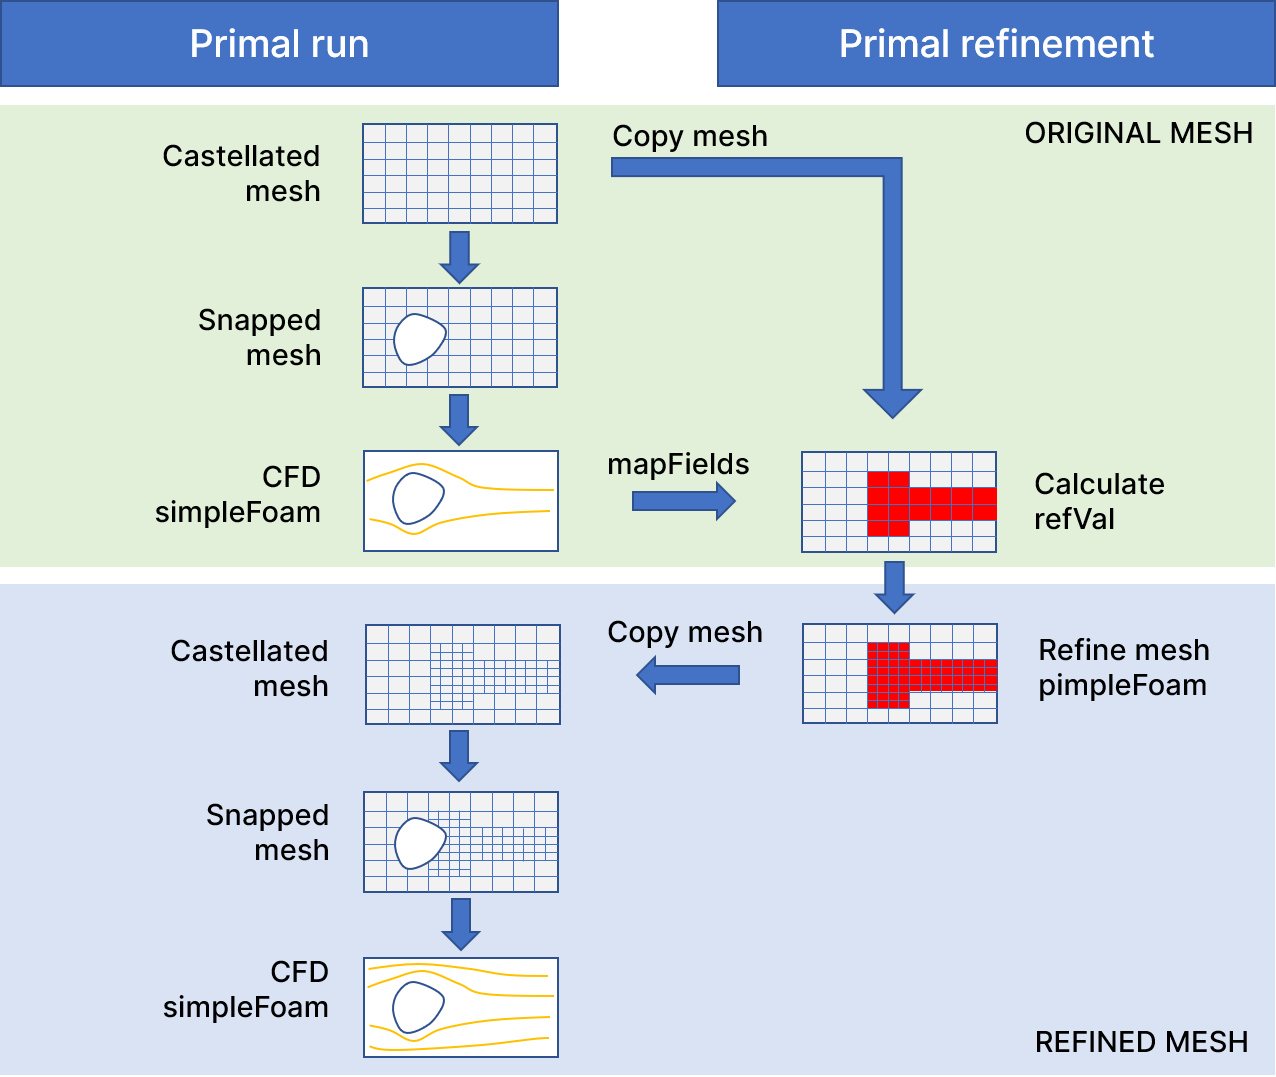 Primal run
Primal refinement
ORIGINAL MESH
Castellated
mesh
Copy mesh
Snapped
mesh
CFD
simpleFoam
mapFields
Calculate
refVal
Castellated
mesh
Copy mesh
Refine mesh
pimpleFoam
Snapped
mesh
CFD
simpleFoam
REFINED MESH